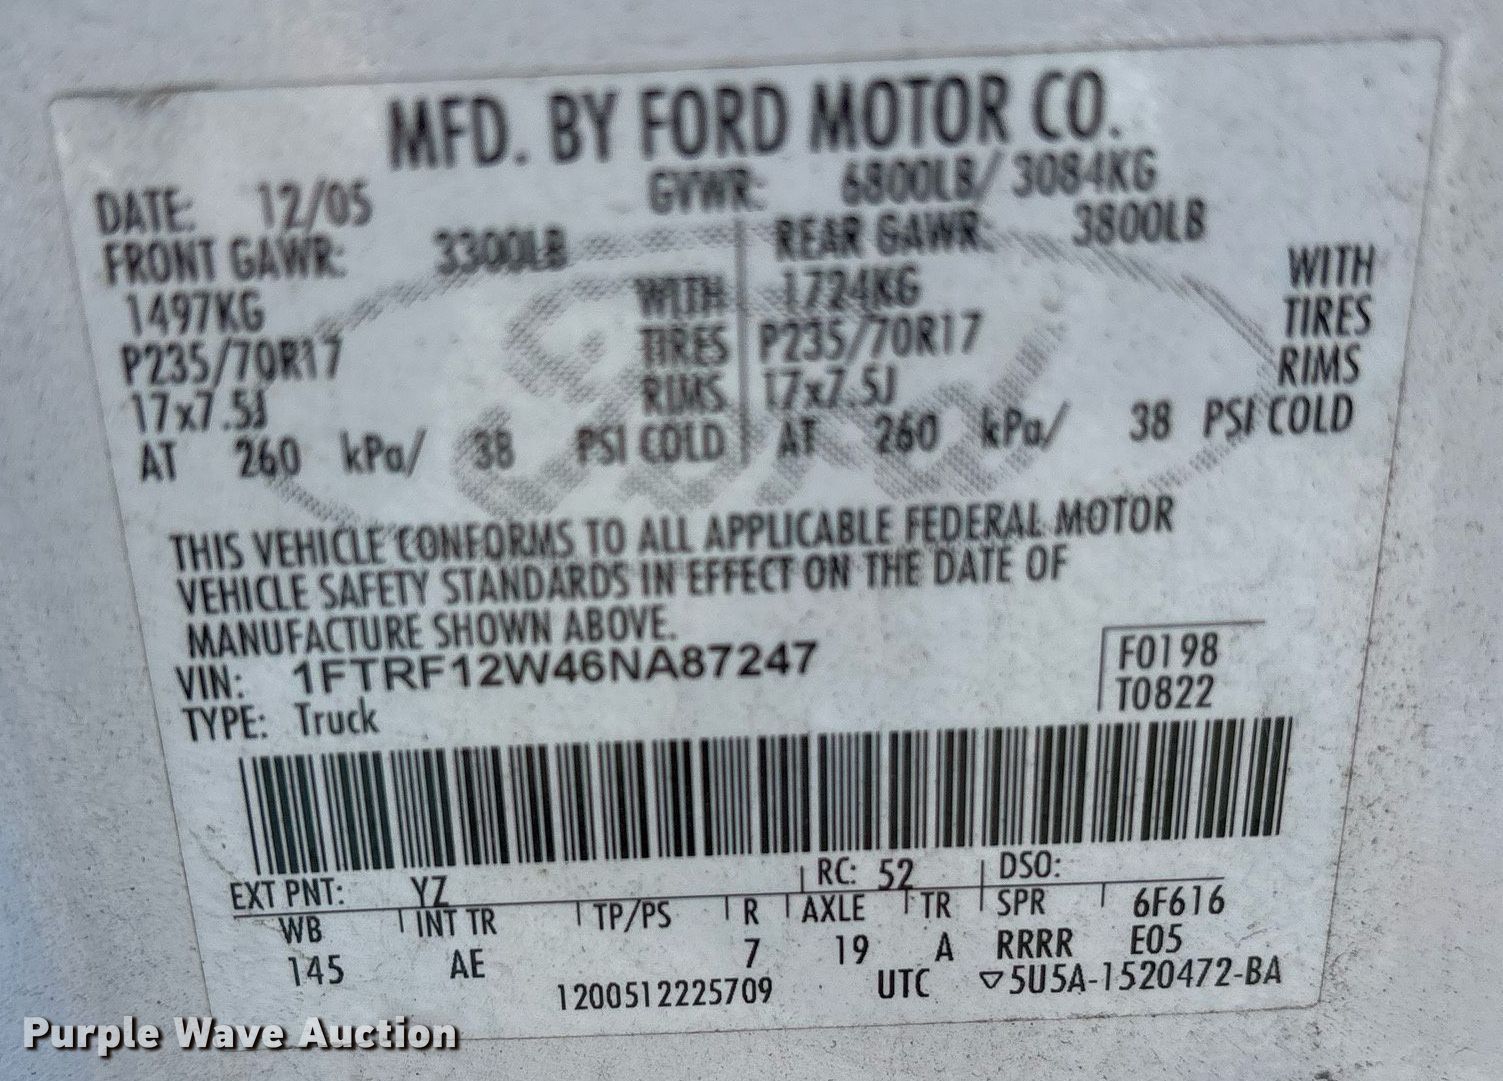 MFD. BY FORD MOTOR CO.
DATE: 12/05 GVWR: 6800LB/ 3084KG
FRONT GAWR: 3300LB REAR GAWR: 3800LB
1497KG WITH 1724KG WITH
P235/70R17 TIRES P235/70R17 TIRES
17x7.5J RIMS 17x7.5J RIMS
AT 260 kPa/ 38 PSI COLD AT 260 kPa/ 38 PSI COLD
Ford
THIS VEHICLE CONFORMS TO ALL APPLICABLE FEDERAL MOTOR
VEHICLE SAFETY STANDARDS IN EFFECT ON THE DATE OF
MANUFACTURE SHOWN ABOVE.
VIN: 1FTRF12W46NA87247 F0198
TYPE: Truck T0822
EXT PNT: YZ RC: 52 DSO:
WB INT TR TP/PS R AXLE TR SPR 6F616
145 AE 7 19 A RRRR E05
1200512225709 UTC ▽5U5A-1520472-BA
Purple Wave Auction